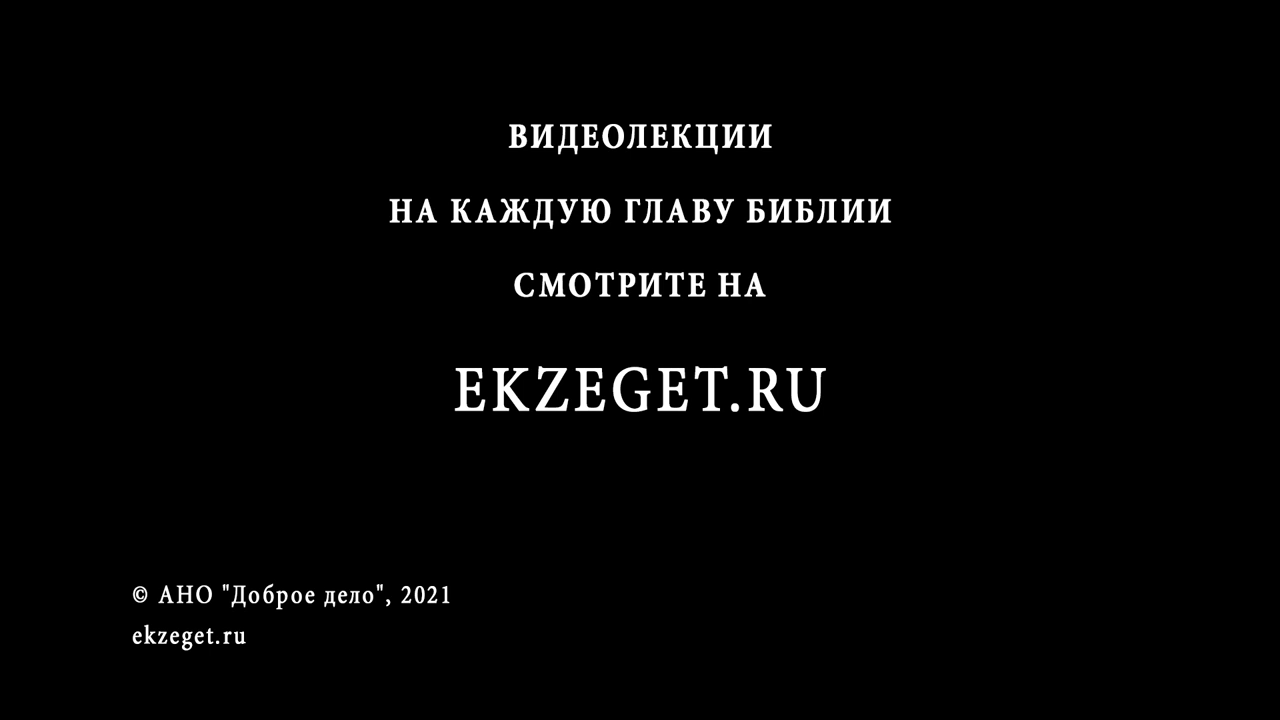 ВИДЕОЛЕКЦИИ
НА КАЖДУЮ ГЛАВУ БИБЛИИ
СМОТРИТЕ НА
EKZEGET.RU
© АНО "Доброе дело", 2021
ekzeget.ru